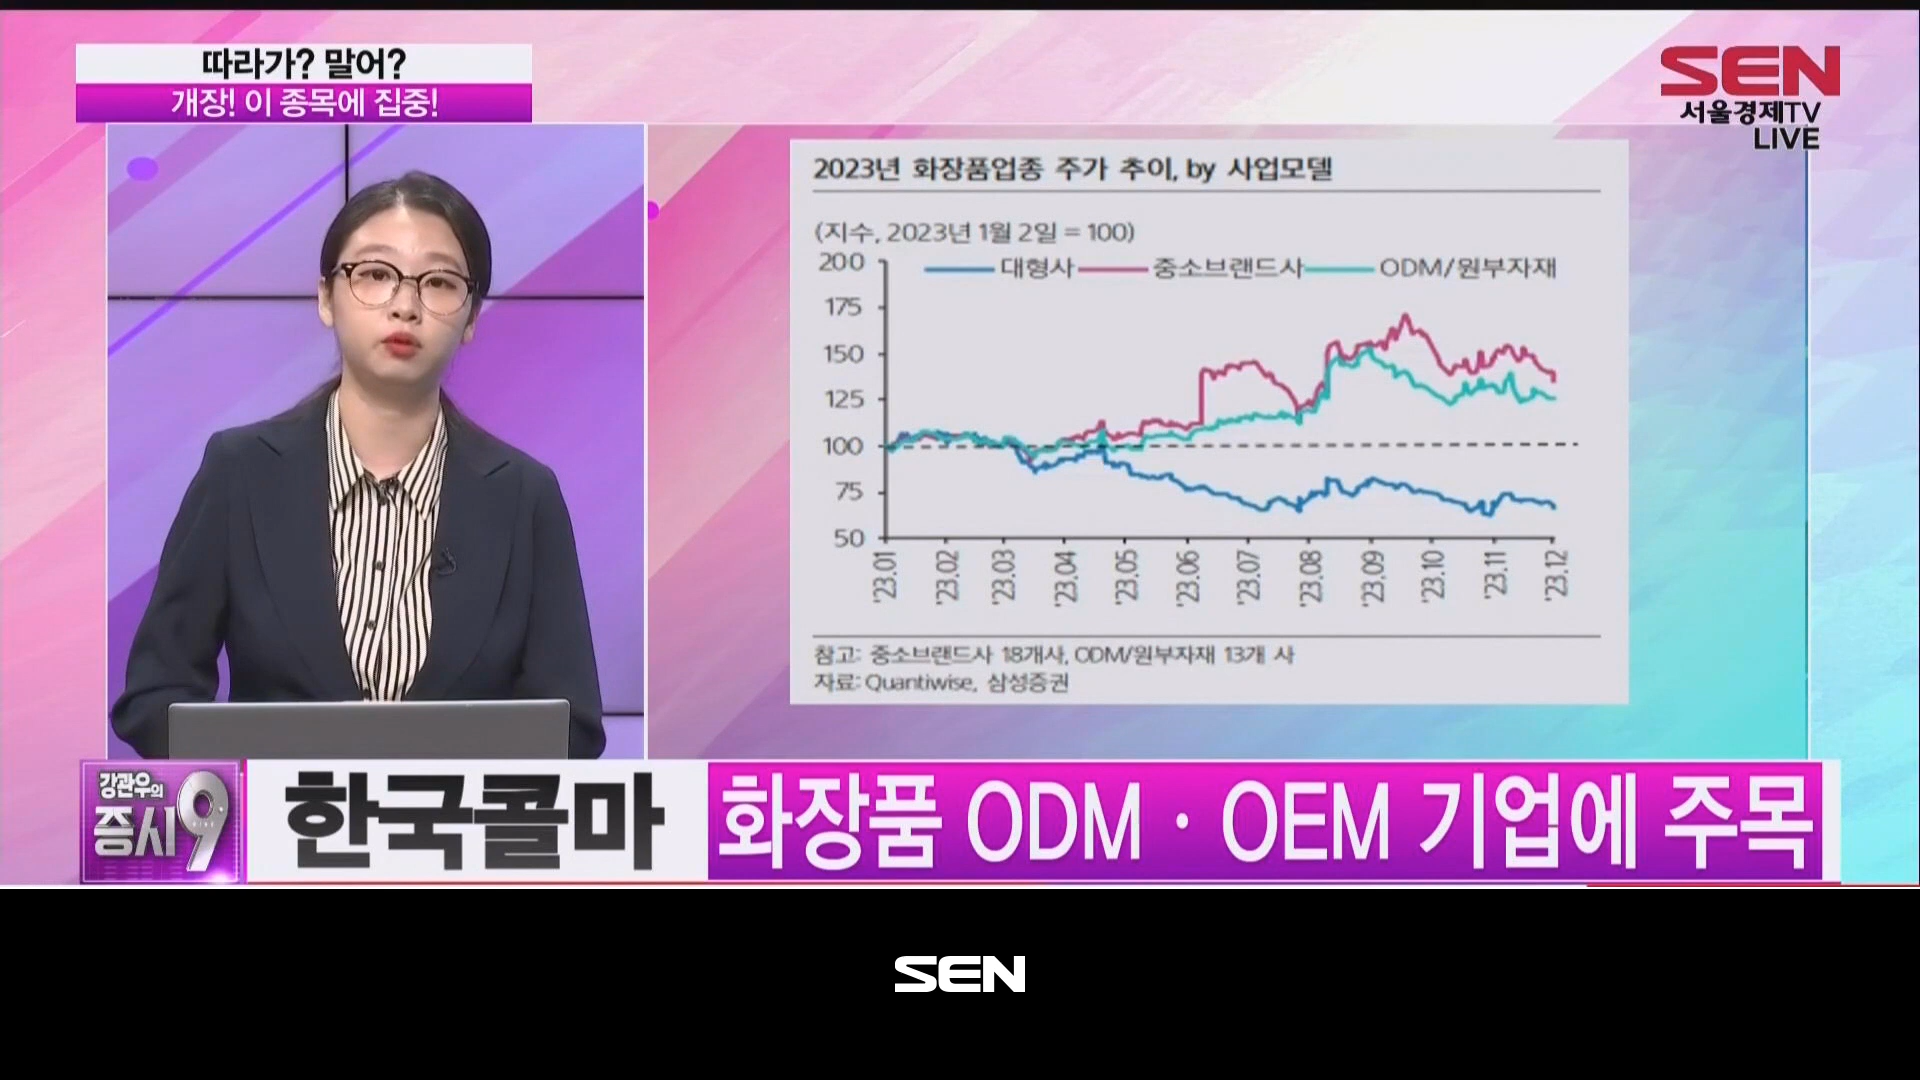 따라가? 말어?
개장! 이 종목에 집중!
SEN
서울경제TV
LIVE
2023년 화장품업종 주가 추이, by 사업모델
(지수, 2023년 1월 2일 = 100)
대형사 중소브랜드사 ODM/원부자재
200
175
150
125
100
75
50
'23.01 '23.02 '23.03 '23.04 '23.05 '23.06 '23.07 '23.08 '23.09 '23.10 '23.11 '23.12
참고: 중소브랜드사 18개사, ODM/원부자재 13개 사
자료: Quantiwise, 삼성증권
강관우의
증시9
한국콜마
화장품 ODM · OEM 기업에 주목
SEN